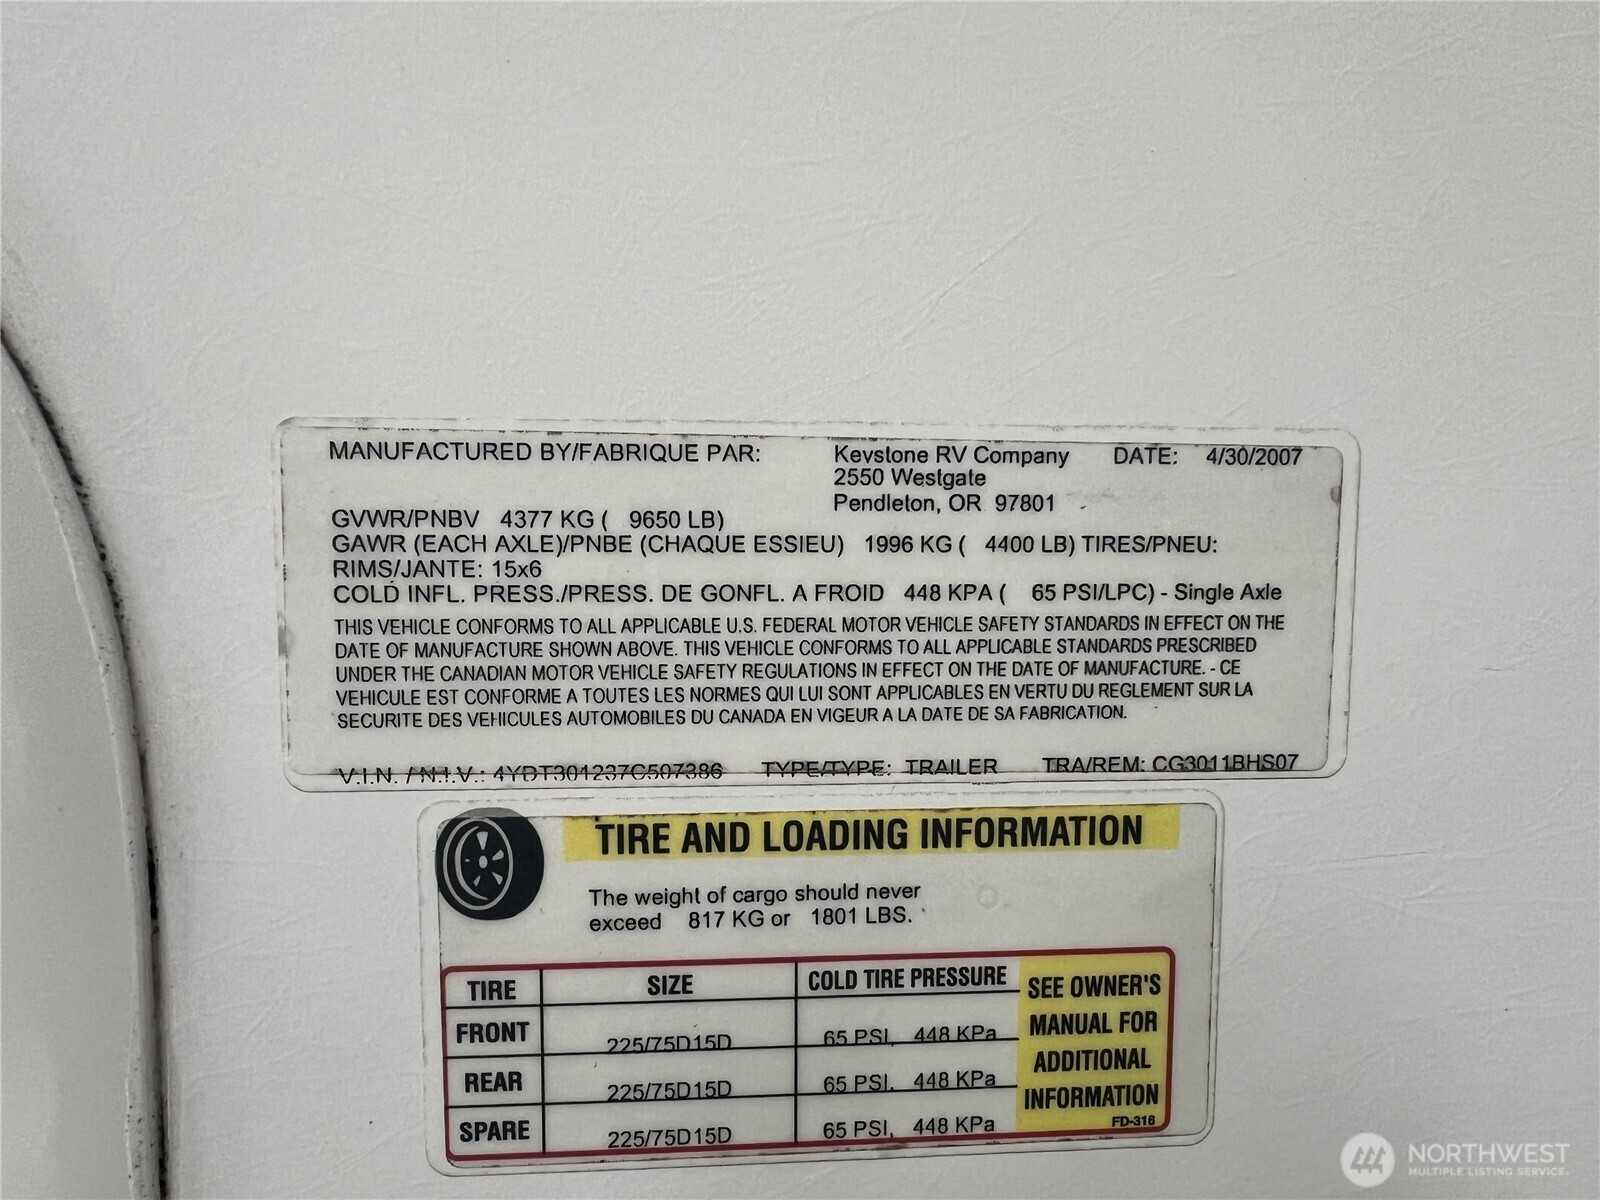 MANUFACTURED BY/FABRIQUE PAR: Keystone RV Company DATE: 4/30/2007
2550 Westgate
Pendleton, OR 97801
GVWR/PNBV 4377 KG ( 9650 LB)
GAWR (EACH AXLE)/PNBE (CHAQUE ESSIEU) 1996 KG ( 4400 LB) TIRES/PNEU:
RIMS/JANTE: 15x6
COLD INFL. PRESS./PRESS. DE GONFL. A FROID 448 KPA ( 65 PSI/LPC) - Single Axle
THIS VEHICLE CONFORMS TO ALL APPLICABLE U.S. FEDERAL MOTOR VEHICLE SAFETY STANDARDS IN EFFECT ON THE
DATE OF MANUFACTURE SHOWN ABOVE. THIS VEHICLE CONFORMS TO ALL APPLICABLE STANDARDS PRESCRIBED
UNDER THE CANADIAN MOTOR VEHICLE SAFETY REGULATIONS IN EFFECT ON THE DATE OF MANUFACTURE. - CE
VEHICULE EST CONFORME A TOUTES LES NORMES QUI LUI SONT APPLICABLES EN VERTU DU REGLEMENT SUR LA
SECURITE DES VEHICULES AUTOMOBILES DU CANADA EN VIGEUR A LA DATE DE SA FABRICATION.
V.I.N. / N.I.V.: 4YDT301237C507386 TYPE/TYPE: TRAILER TRA/REM: CG3011BHS07
TIRE AND LOADING INFORMATION
The weight of cargo should never
exceed 817 KG or 1801 LBS.
TIRE SIZE COLD TIRE PRESSURE
FRONT 225/75D15D 65 PSI, 448 KPa
REAR 225/75D15D 65 PSI, 448 KPa
SPARE 225/75D15D 65 PSI, 448 KPa
SEE OWNER'S
MANUAL FOR
ADDITIONAL
INFORMATION
FD-316
NORTHWEST
MULTIPLE LISTING SERVICE.